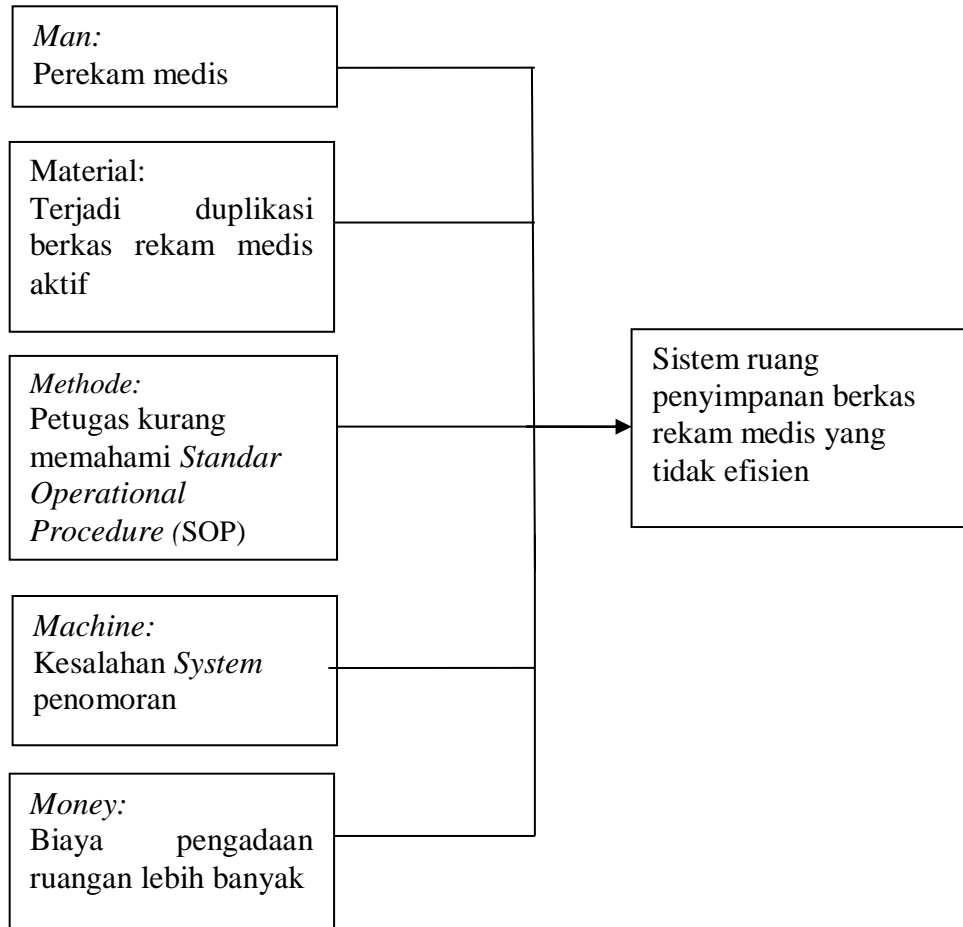 Man:
Perekam medis
Material:
Terjadi duplikasi
berkas rekam medis
aktif
Methode:
Petugas kurang
memahami Standar
Operational
Procedure (SOP)
Machine:
Kesalahan System
penomoran
Money:
Biaya pengadaan
ruangan lebih banyak
Sistem ruang
penyimpanan berkas
rekam medis yang
tidak efisien